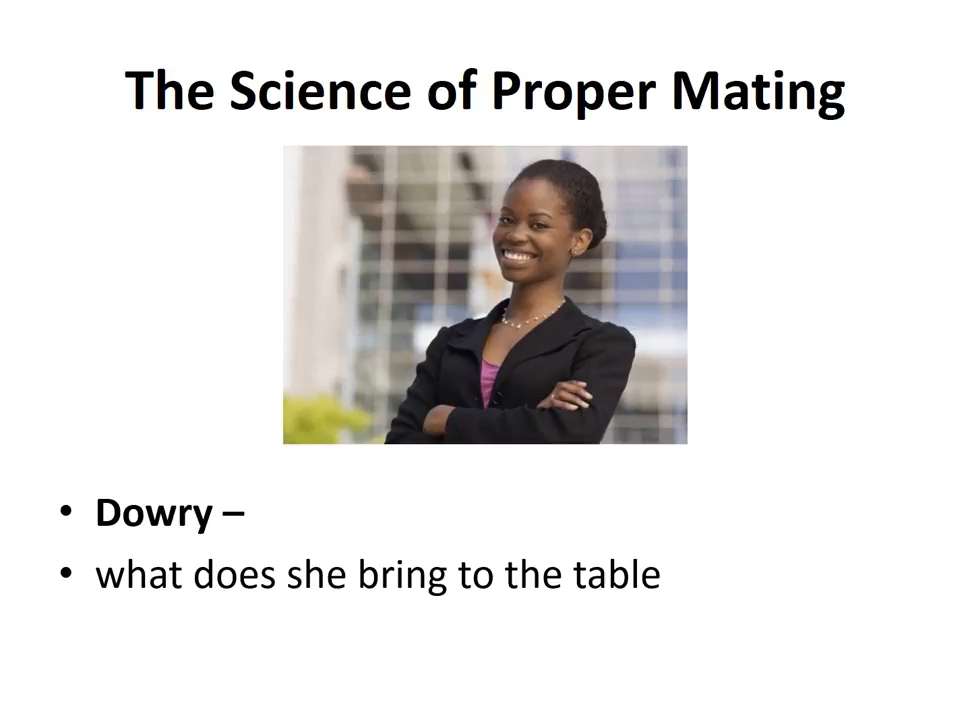 The Science of Proper Mating
• Dowry –
• what does she bring to the table